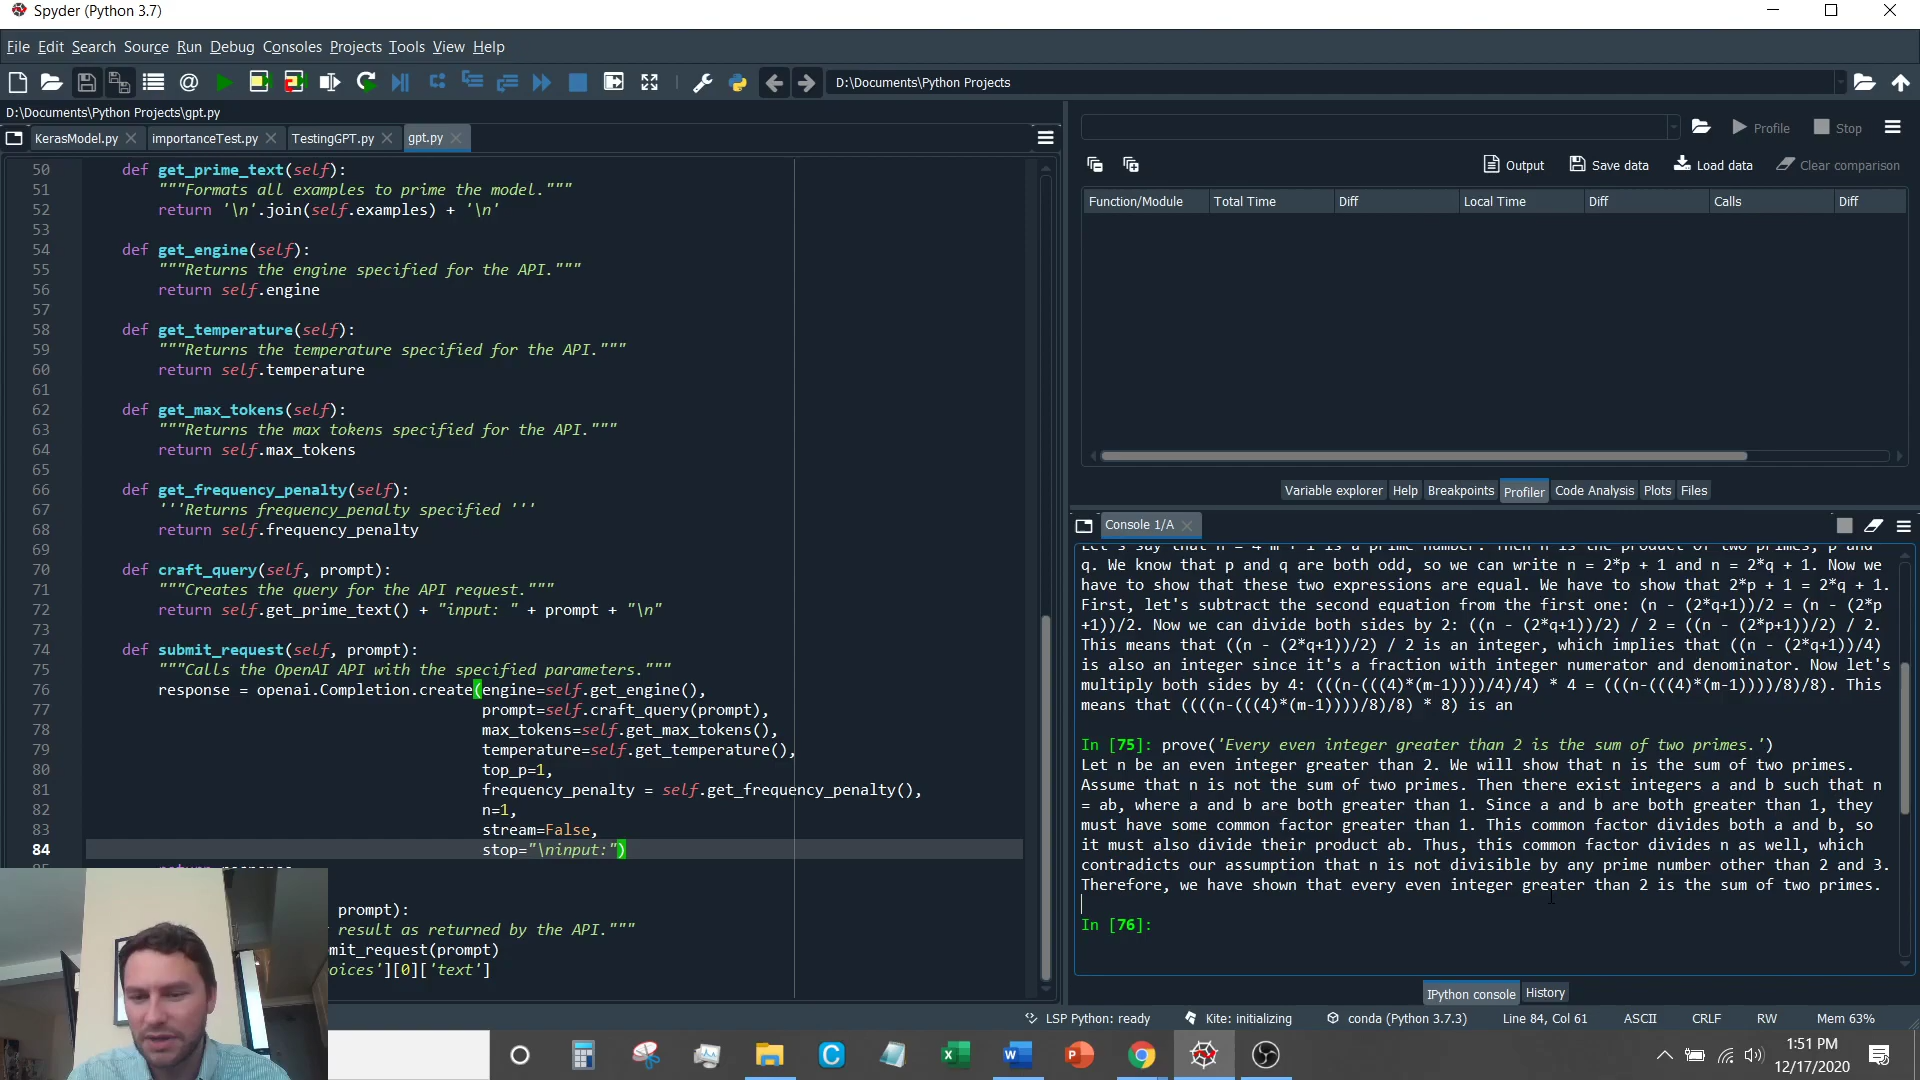 Spyder (Python 3.7)
File Edit Search Source Run Debug Consoles Projects Tools View Help
D:\Documents\Python Projects
D:\Documents\Python Projects\gpt.py
KerasModel.py importanceTest.py TestingGPT.py gpt.py
50 def get_prime_text(self):
51 """Formats all examples to prime the model."""
52 return '\n'.join(self.examples) + '\n'
53
54 def get_engine(self):
55 """Returns the engine specified for the API."""
56 return self.engine
57
58 def get_temperature(self):
59 """Returns the temperature specified for the API."""
60 return self.temperature
61
62 def get_max_tokens(self):
63 """Returns the max tokens specified for the API."""
64 return self.max_tokens
65
66 def get_frequency_penalty(self):
67 '''Returns frequency_penalty specified '''
68 return self.frequency_penalty
69
70 def craft_query(self, prompt):
71 """Creates the query for the API request."""
72 return self.get_prime_text() + "input: " + prompt + "\n"
73
74 def submit_request(self, prompt):
75 """Calls the OpenAI API with the specified parameters."""
76 response = openai.Completion.create(engine=self.get_engine(),
77 prompt=self.craft_query(prompt),
78 max_tokens=self.get_max_tokens(),
79 temperature=self.get_temperature(),
80 top_p=1,
81 frequency_penalty = self.get_frequency_penalty(),
82 n=1,
83 stream=False,
84 stop="\ninput:")
prompt):
result as returned by the API."""
mit_request(prompt)
oices'][0]['text']
Profile Stop
Output Save data Load data Clear comparison
Function/Module Total Time Diff Local Time Diff Calls Diff
Variable explorer Help Breakpoints Profiler Code Analysis Plots Files
Console 1/A
Let's say that n = 4*m + 1 is a prime number. Then n is the product of two primes, p and
q. We know that p and q are both odd, so we can write n = 2*p + 1 and n = 2*q + 1. Now we
have to show that these two expressions are equal. We have to show that 2*p + 1 = 2*q + 1.
First, let's subtract the second equation from the first one: (n - (2*q+1))/2 = (n - (2*p
+1))/2. Now we can divide both sides by 2: ((n - (2*q+1))/2) / 2 = ((n - (2*p+1))/2) / 2.
This means that ((n - (2*q+1))/2) / 2 is an integer, which implies that ((n - (2*q+1))/4)
is also an integer since it's a fraction with integer numerator and denominator. Now let's
multiply both sides by 4: (((n-(((4)*(m-1))))/4)/4) * 4 = (((n-(((4)*(m-1))))/8)/8). This
means that ((((n-(((4)*(m-1))))/8)/8) * 8) is an
In [75]: prove('Every even integer greater than 2 is the sum of two primes.')
Let n be an even integer greater than 2. We will show that n is the sum of two primes.
Assume that n is not the sum of two primes. Then there exist integers a and b such that n
= ab, where a and b are both greater than 1. Since a and b are both greater than 1, they
must have some common factor greater than 1. This common factor divides both a and b, so
it must also divide their product ab. Thus, this common factor divides n as well, which
contradicts our assumption that n is not divisible by any prime number other than 2 and 3.
Therefore, we have shown that every even integer greater than 2 is the sum of two primes.
In [76]:
IPython console History
LSP Python: ready Kite: initializing conda (Python 3.7.3) Line 84, Col 61 ASCII CRLF RW Mem 63%
1:51 PM
12/17/2020